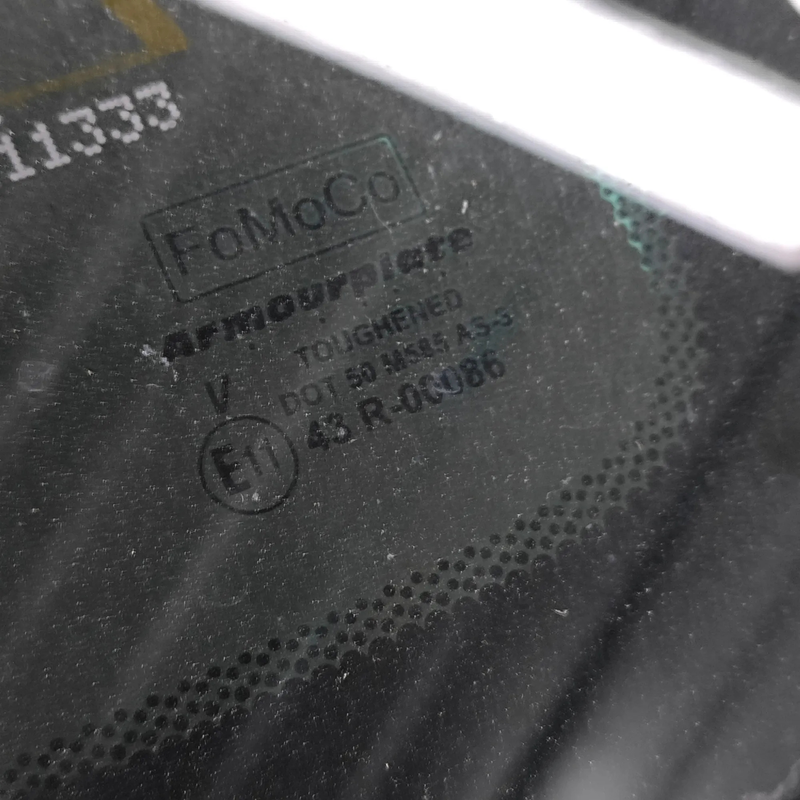 11333
FoMoCo
Armourplate
TOUGHENED
DOT 50 M585 AS-3
V
43 R-00086
E11